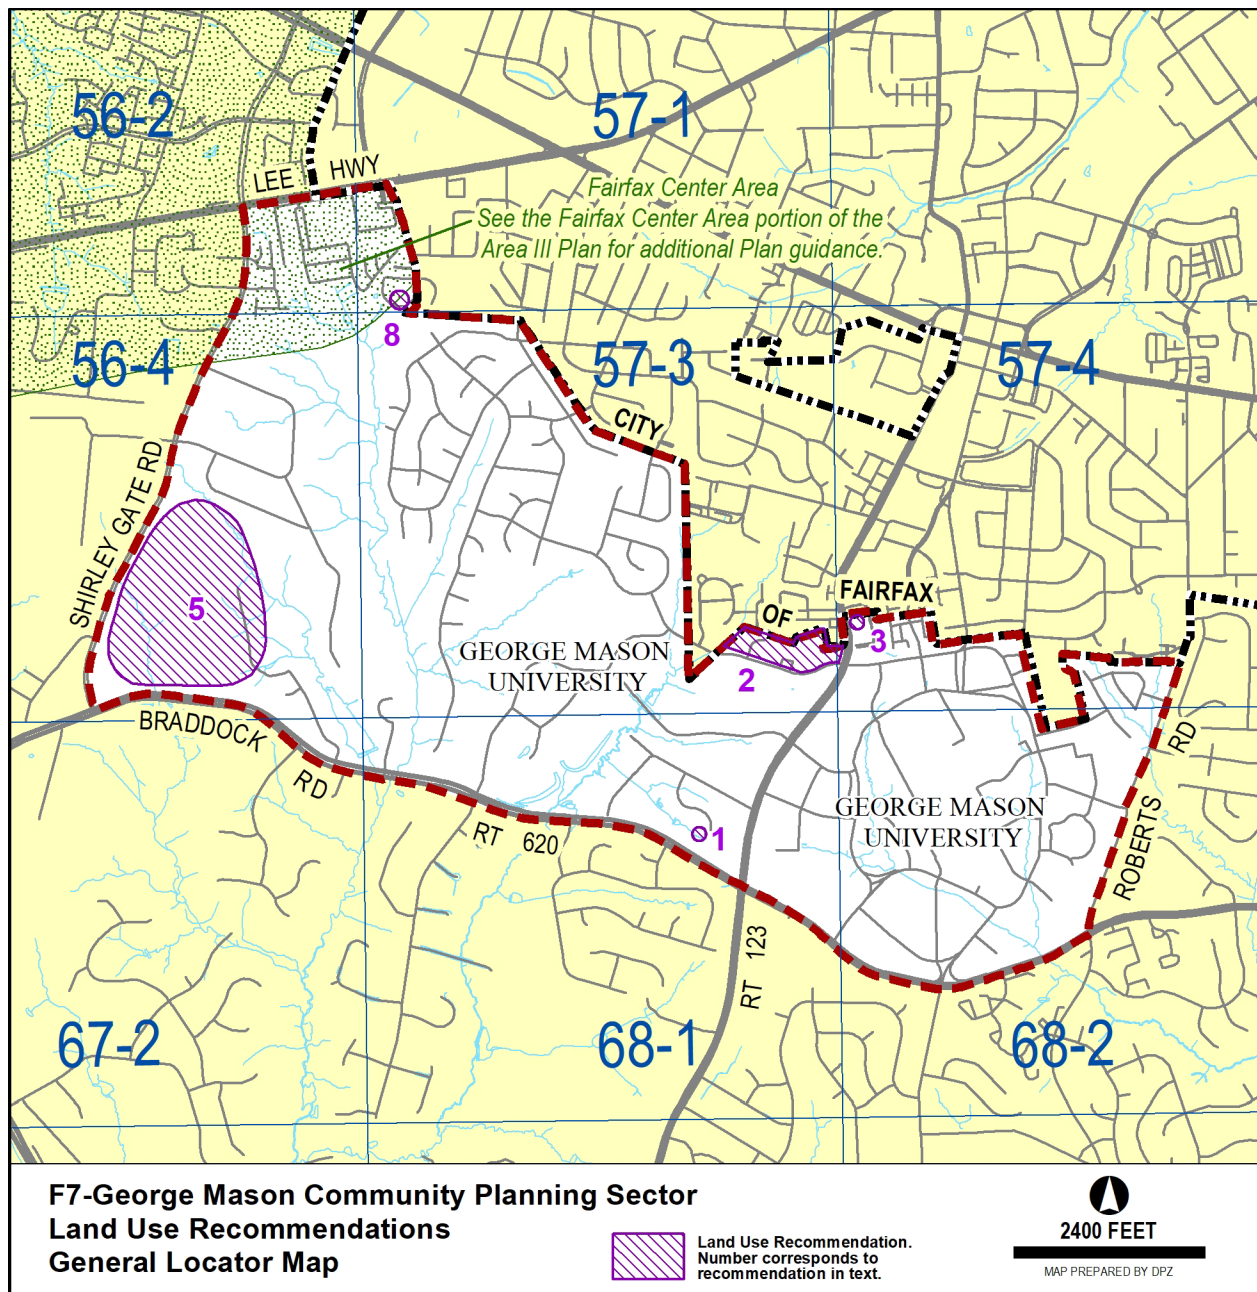 56-2
57-1
LEE HWY
Fairfax Center Area
See the Fairfax Center Area portion of the
Area III Plan for additional Plan guidance.
8
56-4
57-3
57-4
CITY
SHIRLEY GATE RD
5
OF
FAIRFAX
3
GEORGE MASON
UNIVERSITY
2
BRADDOCK
RD
RD
ROBERTS
GEORGE MASON
UNIVERSITY
RT 620
1
RT 123
67-2
68-1
68-2
F7-George Mason Community Planning Sector
Land Use Recommendations
General Locator Map
Land Use Recommendation.
Number corresponds to
recommendation in text.
2400 FEET
MAP PREPARED BY DPZ